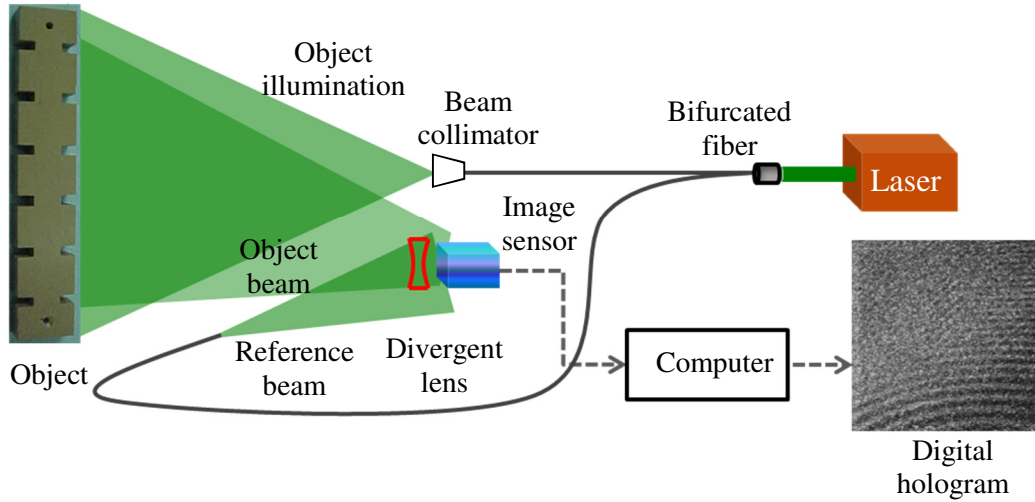 Object
illumination
Beam
collimator
Bifurcated
fiber
Laser
Image
sensor
Object
beam
Reference
beam
Divergent
lens
Object
Computer
Digital
hologram